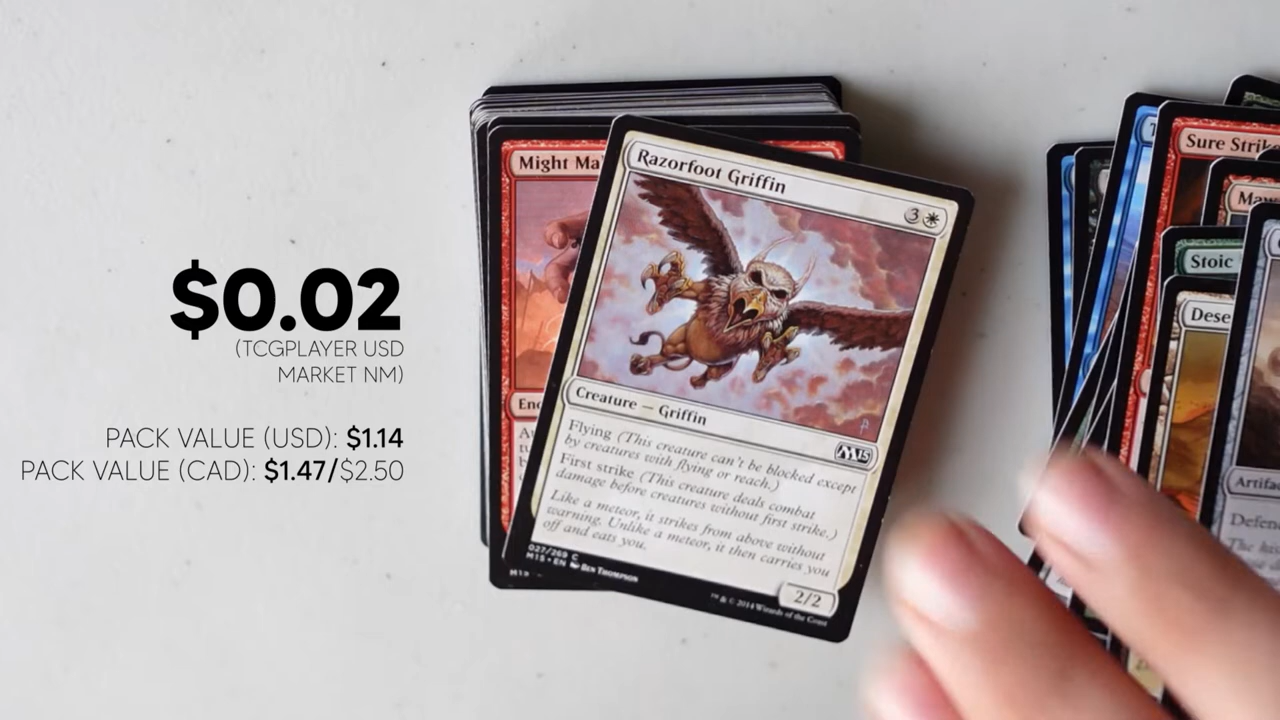 $0.02
(TCGPLAYER USD
MARKET NM)
PACK VALUE (USD): $1.14
PACK VALUE (CAD): $1.47/$2.50
Might
Razorfoot Griffin
3
Creature — Griffin
M15
Flying (This creature can't be blocked except
by creatures with flying or reach.)
First strike (This creature deals combat
damage before creatures without first strike.)
Like a meteor, it strikes from above without
warning. Unlike a meteor, it then carries you
off and eats you.
027/269 C
M15 • EN Ben Thompson
2/2
™ & © 2014 Wizards of the Coast
Sure
Stoic